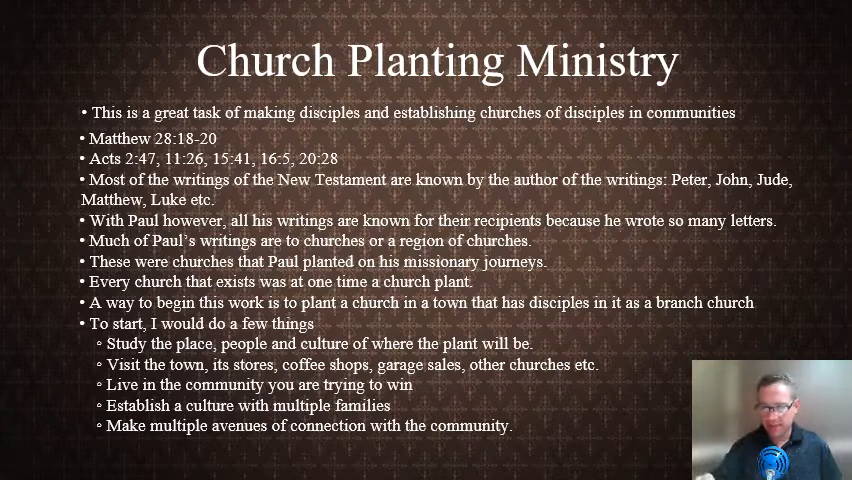 Church Planting Ministry
• This is a great task of making disciples and establishing churches of disciples in communities
• Matthew 28:18-20
• Acts 2:47, 11:26, 15:41, 16:5, 20:28
• Most of the writings of the New Testament are known by the author of the writings: Peter, John, Jude,
Matthew, Luke etc.
• With Paul however, all his writings are known for their recipients because he wrote so many letters.
• Much of Paul's writings are to churches or a region of churches.
• These were churches that Paul planted on his missionary journeys.
• Every church that exists was at one time a church plant.
• A way to begin this work is to plant a church in a town that has disciples in it as a branch church
• To start, I would do a few things
◦ Study the place, people and culture of where the plant will be.
◦ Visit the town, its stores, coffee shops, garage sales, other churches etc.
◦ Live in the community you are trying to win
◦ Establish a culture with multiple families
◦ Make multiple avenues of connection with the community.